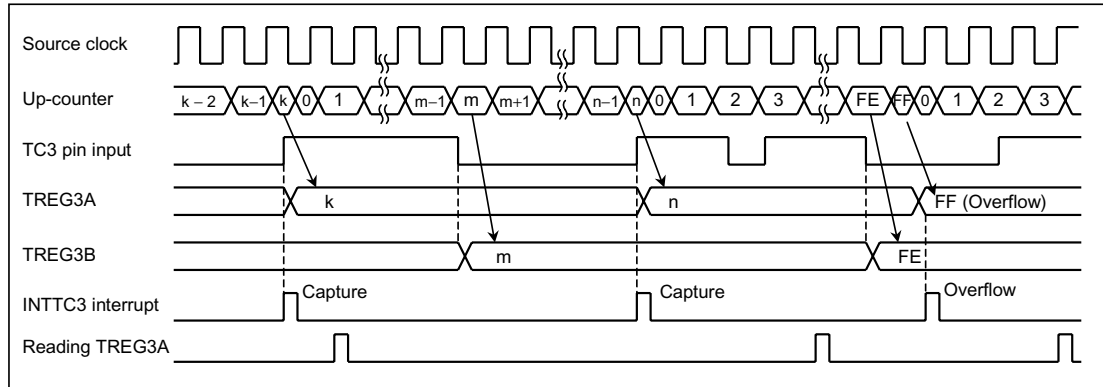 Source clock
Up-counter k – 2 k–1 k 0 1 m–1 m m+1 n–1 n 0 1 2 3 FE FF 0 1 2 3
TC3 pin input
TREG3A k n FF (Overflow)
TREG3B m FE
INTTC3 interrupt Capture Capture Overflow
Reading TREG3A